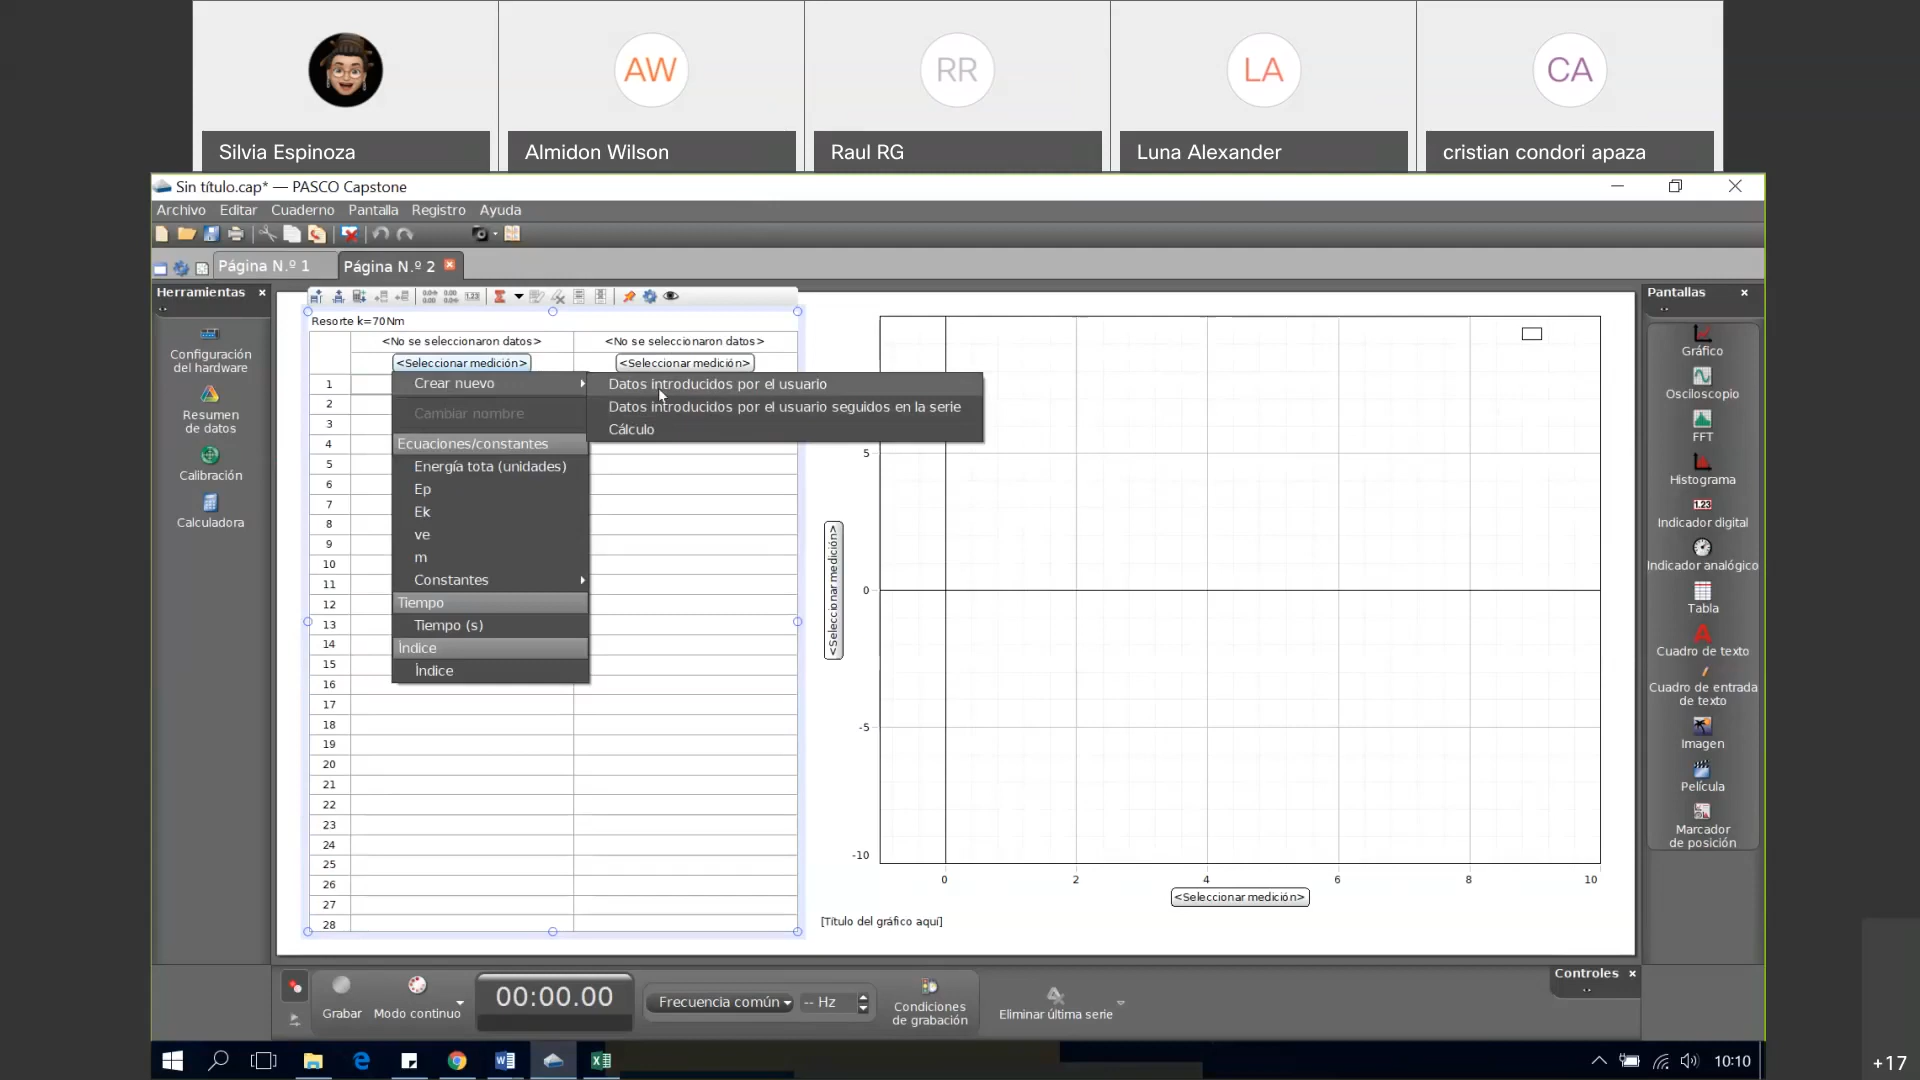 AW
RR
LA
CA
Silvia Espinoza
Almidon Wilson
Raul RG
Luna Alexander
cristian condori apaza
Sin título.cap* — PASCO Capstone
Archivo Editar Cuaderno Pantalla Registro Ayuda
Página N.º 1
Página N.º 2
Herramientas
Configuración
del hardware
Resumen
de datos
Calibración
Calculadora
Resorte k=70Nm
<No se seleccionaron datos>
<No se seleccionaron datos>
<Seleccionar medición>
<Seleccionar medición>
Crear nuevo
Cambiar nombre
Ecuaciones/constantes
Energía tota (unidades)
Ep
Ek
ve
m
Constantes
Tiempo
Tiempo (s)
Índice
Índice
Datos introducidos por el usuario
Datos introducidos por el usuario seguidos en la serie
Cálculo
1
2
3
4
5
6
7
8
9
10
11
12
13
14
15
16
17
18
19
20
21
22
23
24
25
26
27
28
<Seleccionar medición>
5
0
-5
-10
0 2 4 6 8 10
<Seleccionar medición>
[Título del gráfico aquí]
Pantallas
Gráfico
Osciloscopio
FFT
Histograma
1.23
Indicador digital
Indicador analógico
Tabla
Cuadro de texto
Cuadro de entrada
de texto
Imagen
Película
Marcador
de posición
Grabar
Modo continuo
00:00.00
Frecuencia común
-- Hz
Condiciones
de grabación
Eliminar última serie
Controles
10:10
+17